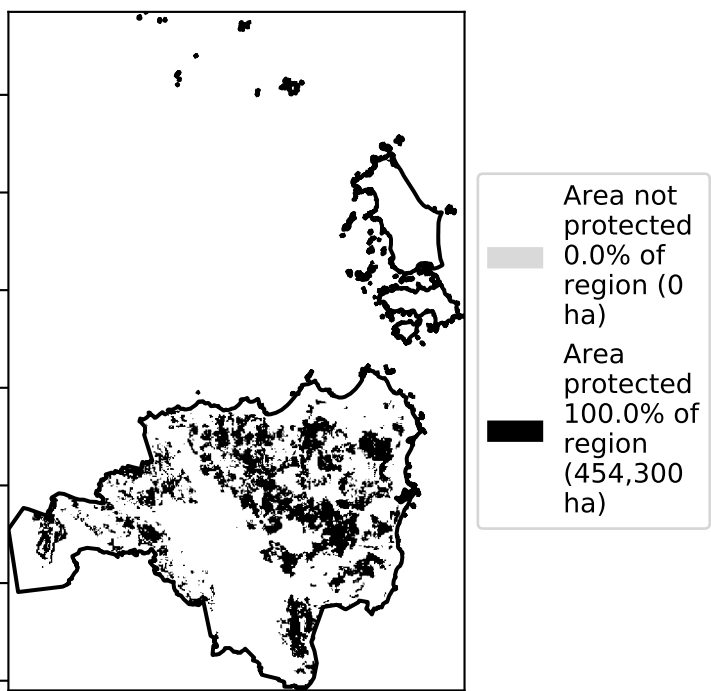 Area not
protected
0.0% of
region (0
ha)
Area
protected
100.0% of
region
(454,300
ha)